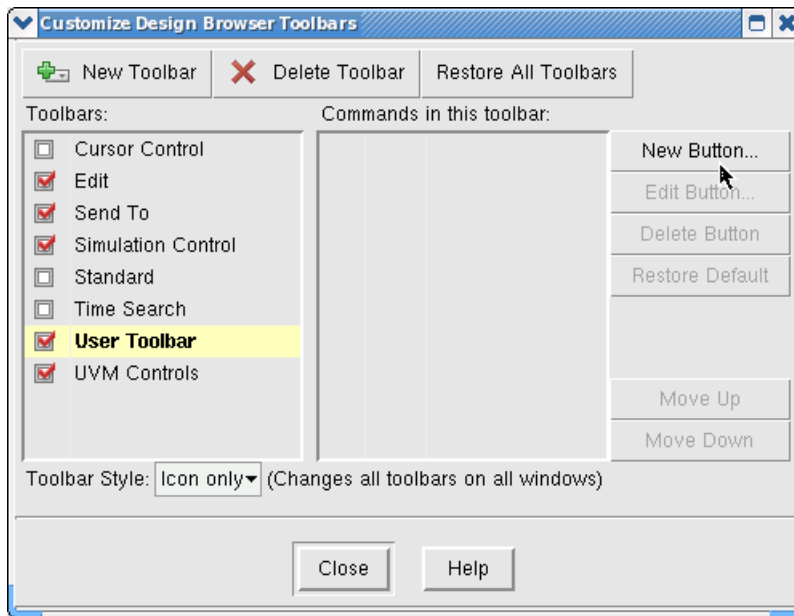 Customize Design Browser Toolbars
New Toolbar Delete Toolbar Restore All Toolbars
Toolbars: Commands in this toolbar:
Cursor Control
Edit
Send To
Simulation Control
Standard
Time Search
User Toolbar
UVM Controls
New Button...
Edit Button...
Delete Button
Restore Default
Move Up
Move Down
Toolbar Style: Icon only (Changes all toolbars on all windows)
Close Help